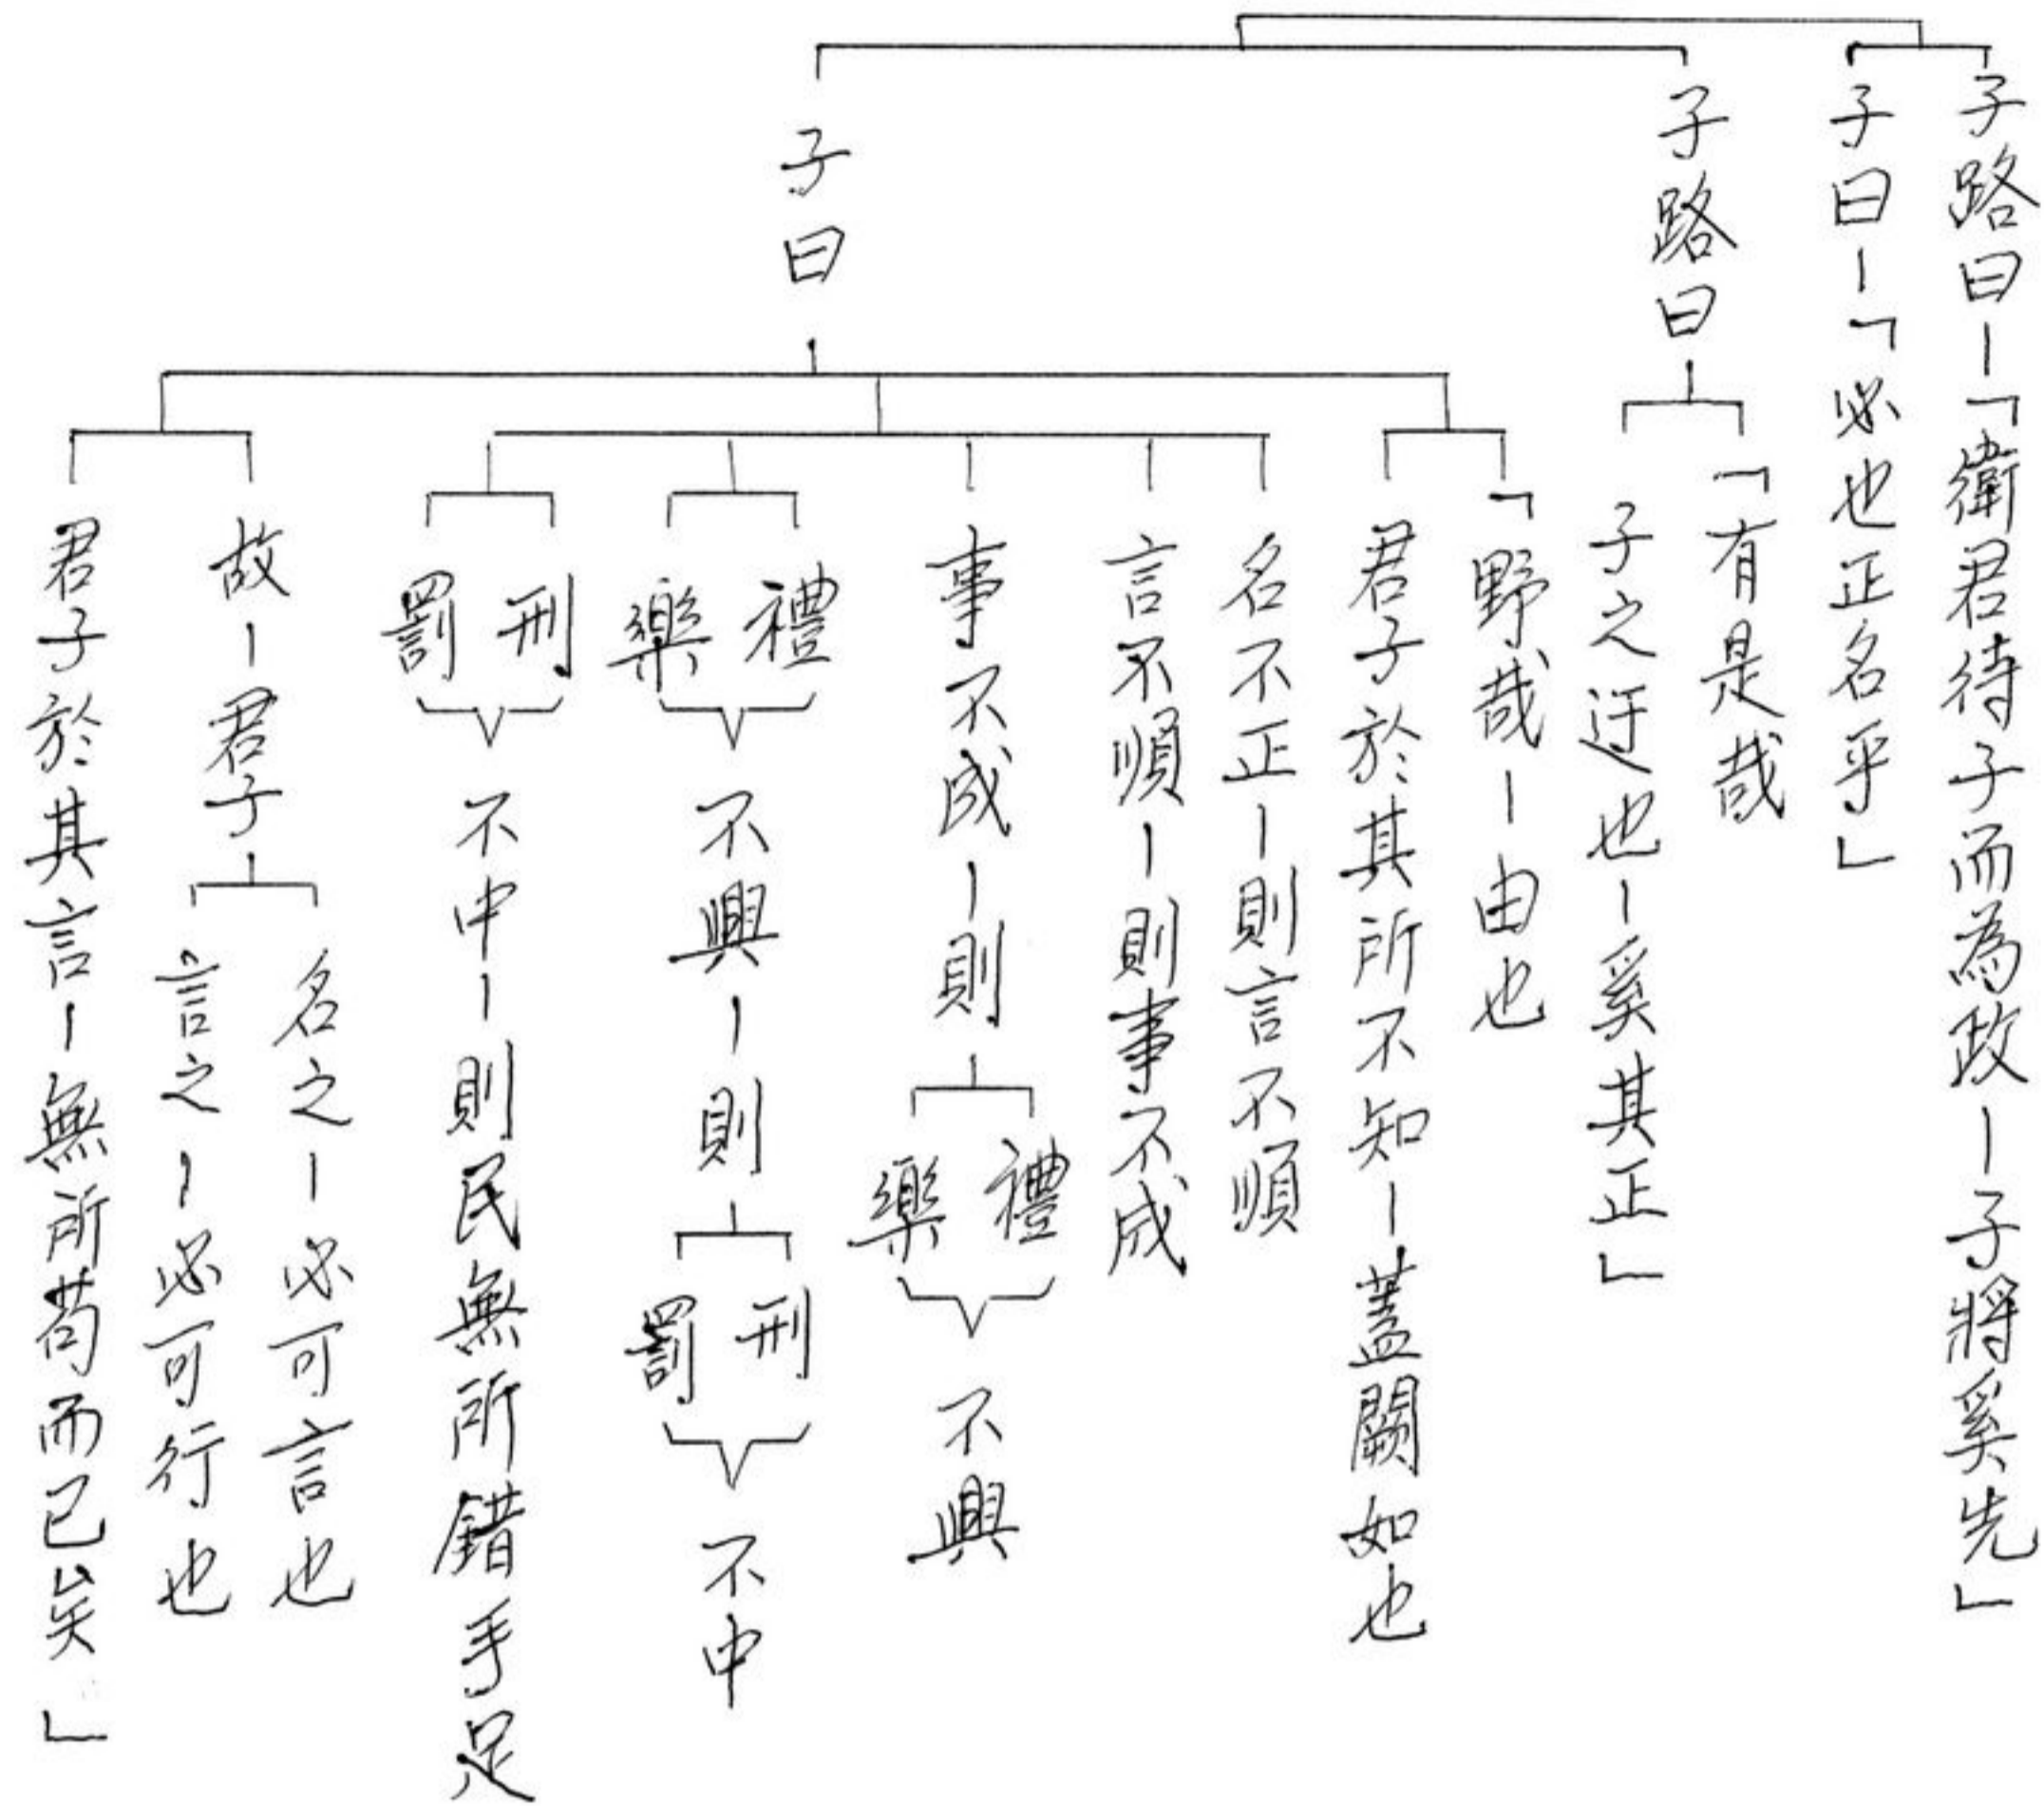 子路曰「衛君待子而為政子將奚先」
子曰「必也正名乎」
子路曰
「有是哉
子之迂也奚其正」
子曰
「野哉由也
君子於其所不知蓋闕如也
名不正則言不順
言不順則事不成
事不成則
禮
樂
不興
禮
樂
不興則
刑
罰
不中
刑
罰
不中則民無所錯手足
故君子
名之必可言也
言之必可行也
君子於其言無所苟而已矣」